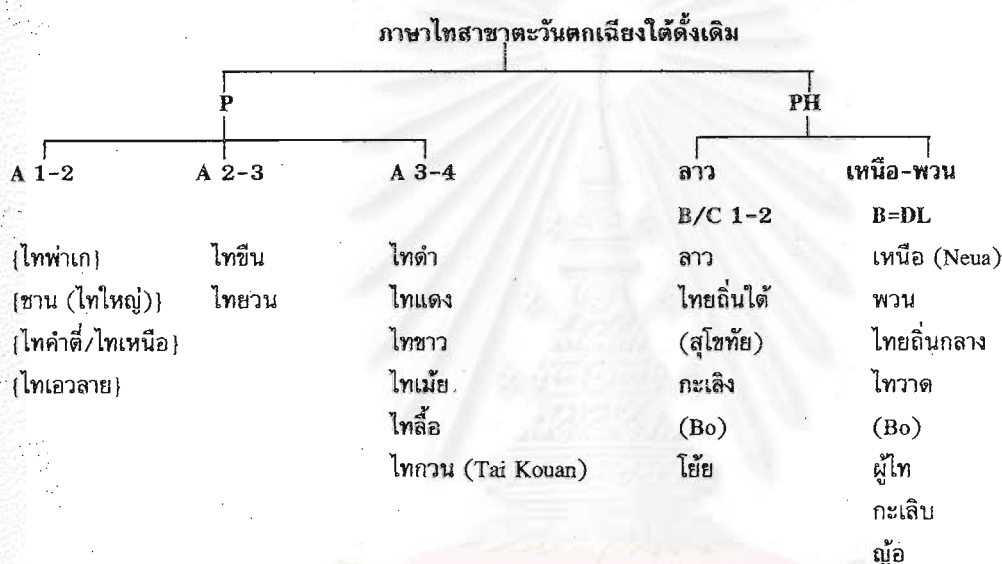 ภาษาไทสาขาตะวันตกเฉียงใต้ดั้งเดิม
P PH
A 1-2 A 2-3 A 3-4 ลาว เหนือ-พวน
B/C 1-2 B=DL
{ไทพ่าเก} ไทขึน ไทดำ ลาว เหนือ (Neua)
{ชาน (ไทใหญ่)} ไทยวน ไทแดง ไทยถิ่นใต้ พวน
{ไทคำตี่/ไทเหนือ} ไทขาว (สุโขทัย) ไทยถิ่นกลาง
{ไทเอวลาย} ไทเม้ย กะเลิง ไทวาด
ไทลื้อ (Bo) (Bo)
ไทกวน (Tai Kouan) โย้ย ผู้ไท
กะเลิบ
ญ้อ